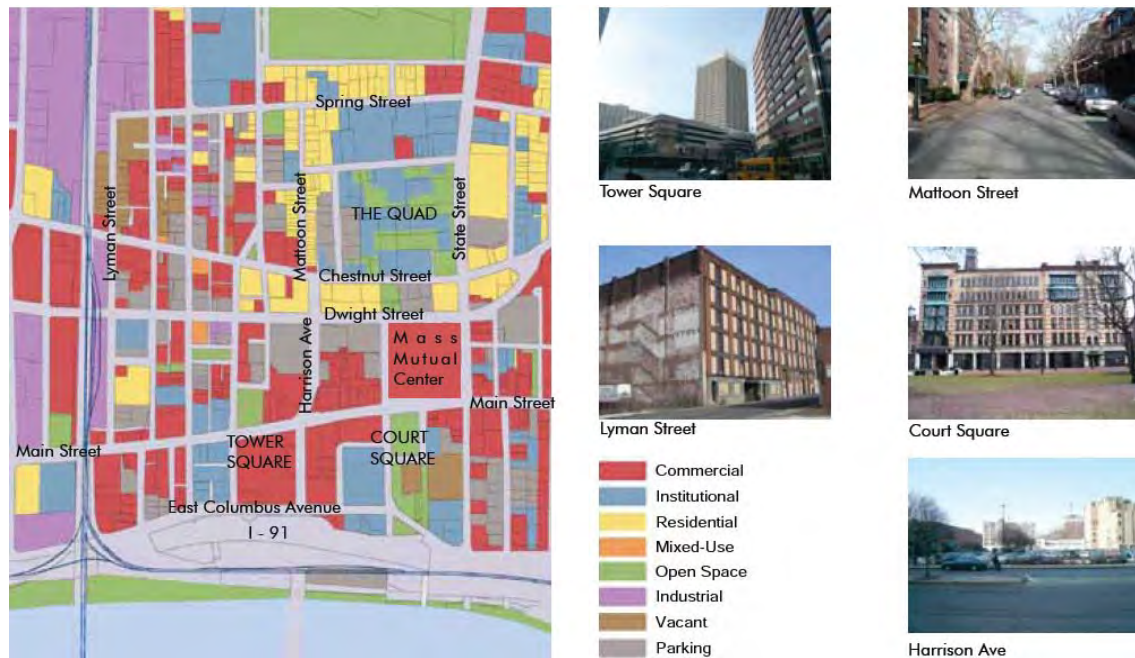 Spring Street
Lyman Street
Mattoon Street
THE QUAD
State Street
Chestnut Street
Dwight Street
Harrison Ave
Mass
Mutual
Center
Main Street
Main Street
TOWER
SQUARE
COURT
SQUARE
East Columbus Avenue
I - 91
Tower Square
Mattoon Street
Lyman Street
Court Square
Commercial
Institutional
Residential
Mixed-Use
Open Space
Industrial
Vacant
Parking
Harrison Ave